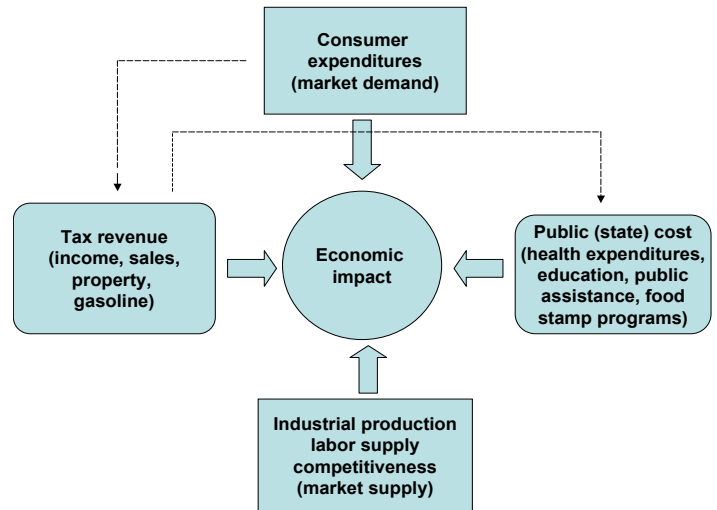 Consumer
expenditures
(market demand)
Tax revenue
(income, sales,
property,
gasoline)
Economic
impact
Public (state) cost
(health expenditures,
education, public
assistance, food
stamp programs)
Industrial production
labor supply
competitiveness
(market supply)